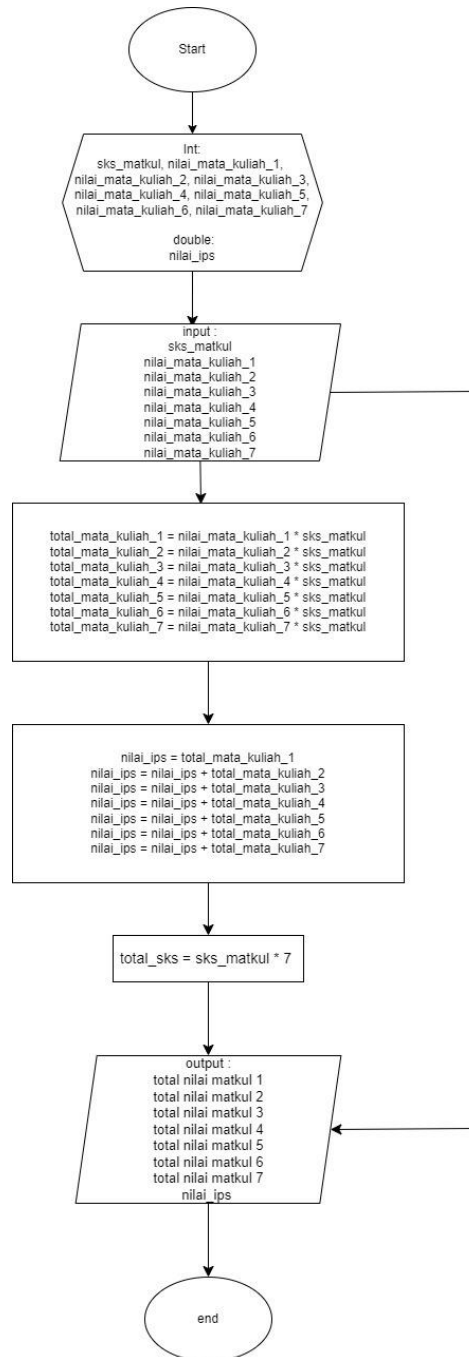 Start
Int:
sks_matkul, nilai_mata_kuliah_1,
nilai_mata_kuliah_2, nilai_mata_kuliah_3,
nilai_mata_kuliah_4, nilai_mata_kuliah_5,
nilai_mata_kuliah_6, nilai_mata_kuliah_7
double:
nilai_ips
input :
sks_matkul
nilai_mata_kuliah_1
nilai_mata_kuliah_2
nilai_mata_kuliah_3
nilai_mata_kuliah_4
nilai_mata_kuliah_5
nilai_mata_kuliah_6
nilai_mata_kuliah_7
total_mata_kuliah_1 = nilai_mata_kuliah_1 * sks_matkul
total_mata_kuliah_2 = nilai_mata_kuliah_2 * sks_matkul
total_mata_kuliah_3 = nilai_mata_kuliah_3 * sks_matkul
total_mata_kuliah_4 = nilai_mata_kuliah_4 * sks_matkul
total_mata_kuliah_5 = nilai_mata_kuliah_5 * sks_matkul
total_mata_kuliah_6 = nilai_mata_kuliah_6 * sks_matkul
total_mata_kuliah_7 = nilai_mata_kuliah_7 * sks_matkul
nilai_ips = total_mata_kuliah_1
nilai_ips = nilai_ips + total_mata_kuliah_2
nilai_ips = nilai_ips + total_mata_kuliah_3
nilai_ips = nilai_ips + total_mata_kuliah_4
nilai_ips = nilai_ips + total_mata_kuliah_5
nilai_ips = nilai_ips + total_mata_kuliah_6
nilai_ips = nilai_ips + total_mata_kuliah_7
total_sks = sks_matkul * 7
output :
total nilai matkul 1
total nilai matkul 2
total nilai matkul 3
total nilai matkul 4
total nilai matkul 5
total nilai matkul 6
total nilai matkul 7
nilai_ips
end